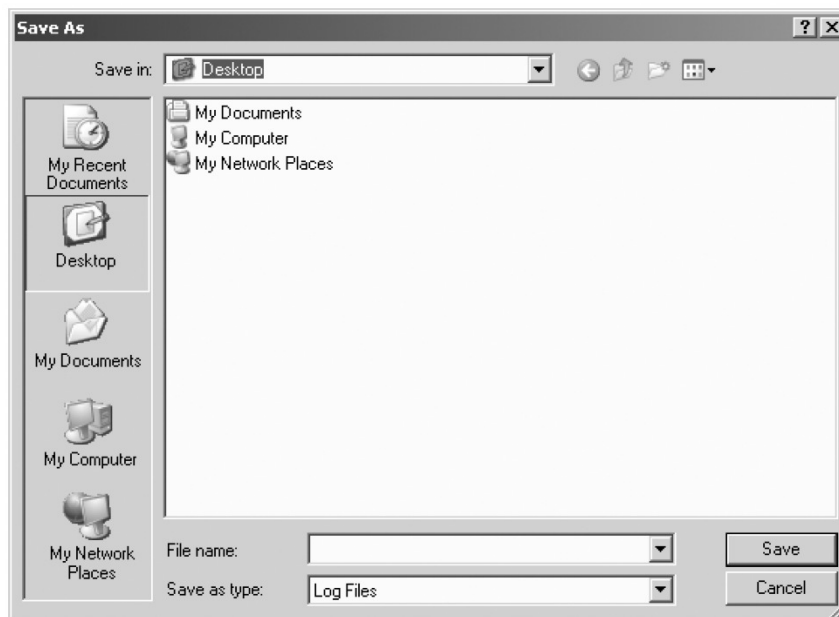 Save As
Save in: Desktop
My Documents
My Computer
My Network Places
My Recent
Documents
Desktop
My Documents
My Computer
My Network
Places
File name:
Save
Save as type: Log Files
Cancel